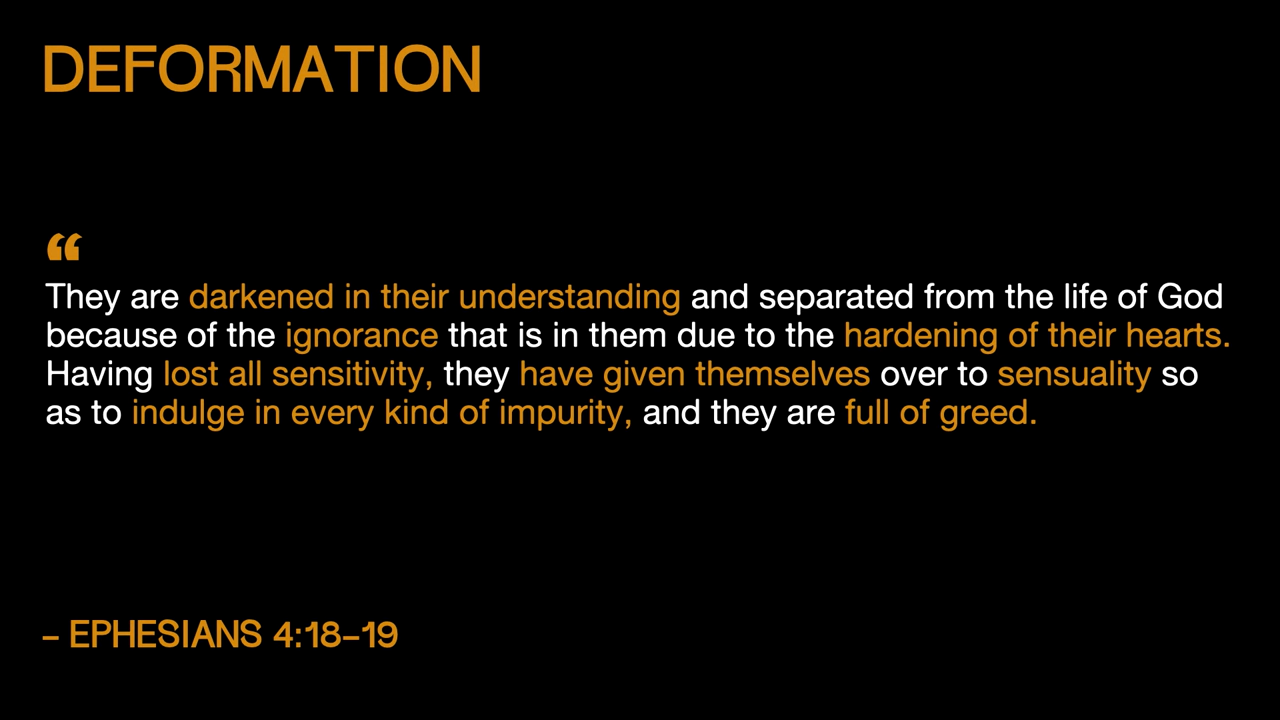 DEFORMATION
“
They are darkened in their understanding and separated from the life of God
because of the ignorance that is in them due to the hardening of their hearts.
Having lost all sensitivity, they have given themselves over to sensuality so
as to indulge in every kind of impurity, and they are full of greed.
– EPHESIANS 4:18–19